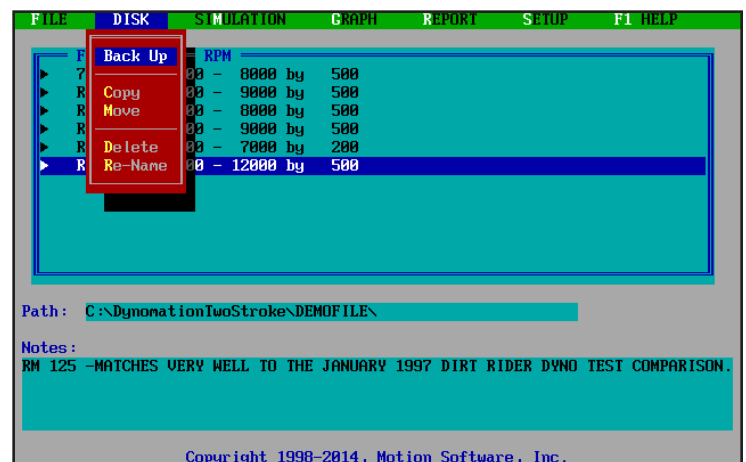 FILE DISK SIMULATION GRAPH REPORT SETUP F1 HELP
F RPM
Back Up
7 00 - 8000 by 500
Copy R 00 - 9000 by 500
Move R 00 - 8000 by 500
R 00 - 9000 by 500
Delete R 00 - 7000 by 200
Re-Name R 00 - 12000 by 500
Path: C:\DynomationTwoStroke\DEMOFILE\
Notes:
RM 125 -MATCHES VERY WELL TO THE JANUARY 1997 DIRT RIDER DYNO TEST COMPARISON.
Copyright 1998-2014, Motion Software, Inc.